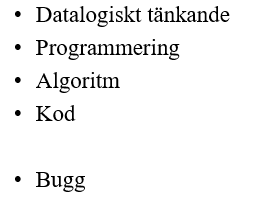 • Datalogiskt tänkande
• Programmering
• Algoritm
• Kod
• Bugg